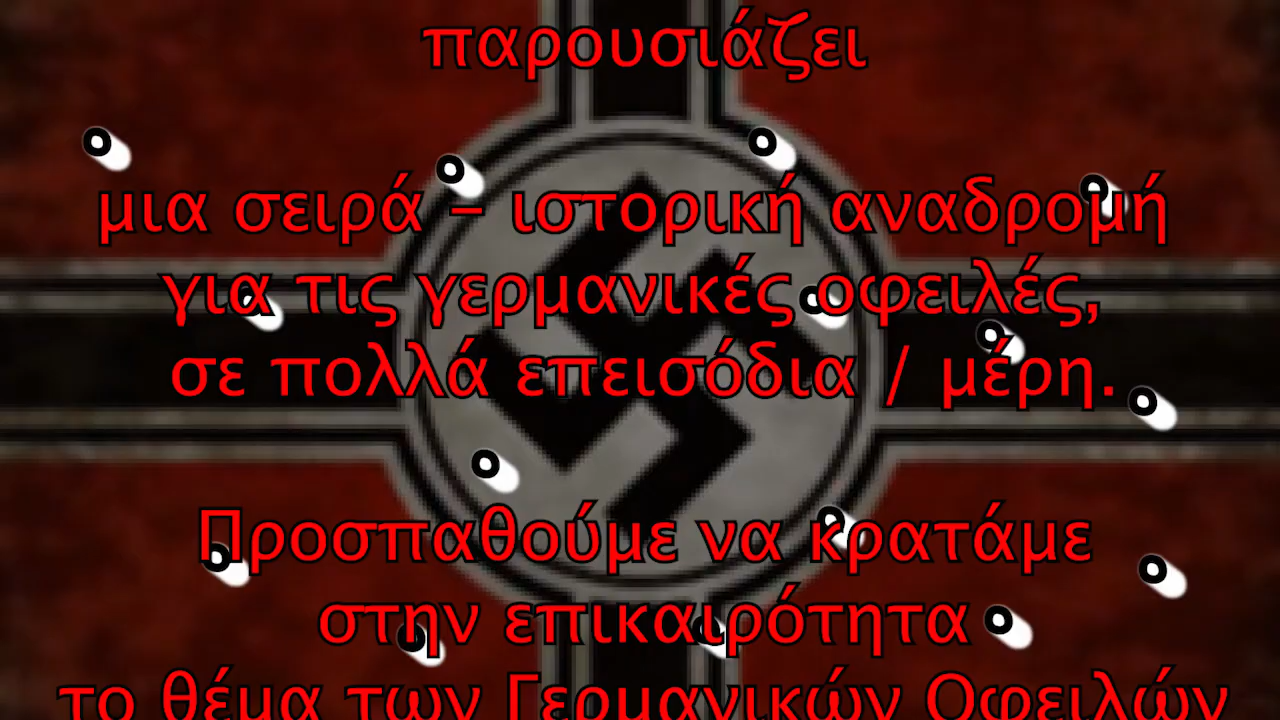 παρουσιάζει
μια σειρά – ιστορική αναδρομή
για τις γερμανικές οφειλές,
σε πολλά επεισόδια / μέρη.
Προσπαθούμε να κρατάμε
στην επικαιρότητα
το θέμα των Γερμανικών Οφειλών